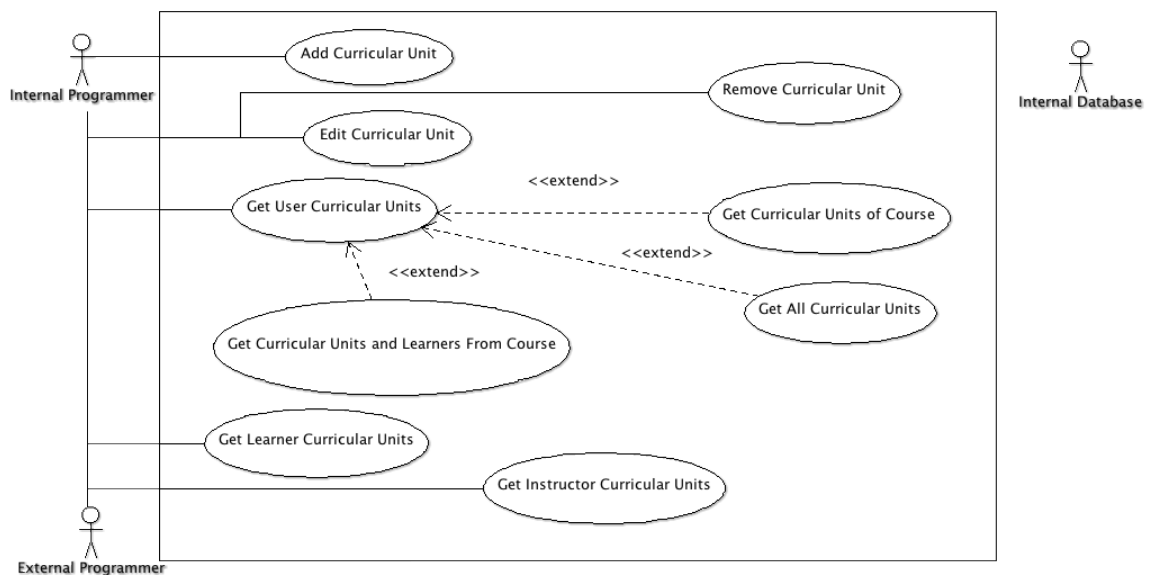 Add Curricular Unit
Internal Programmer
Remove Curricular Unit
Internal Database
Edit Curricular Unit
<<extend>>
Get User Curricular Units
Get Curricular Units of Course
<<extend>>
<<extend>>
Get All Curricular Units
Get Curricular Units and Learners From Course
Get Learner Curricular Units
Get Instructor Curricular Units
External Programmer